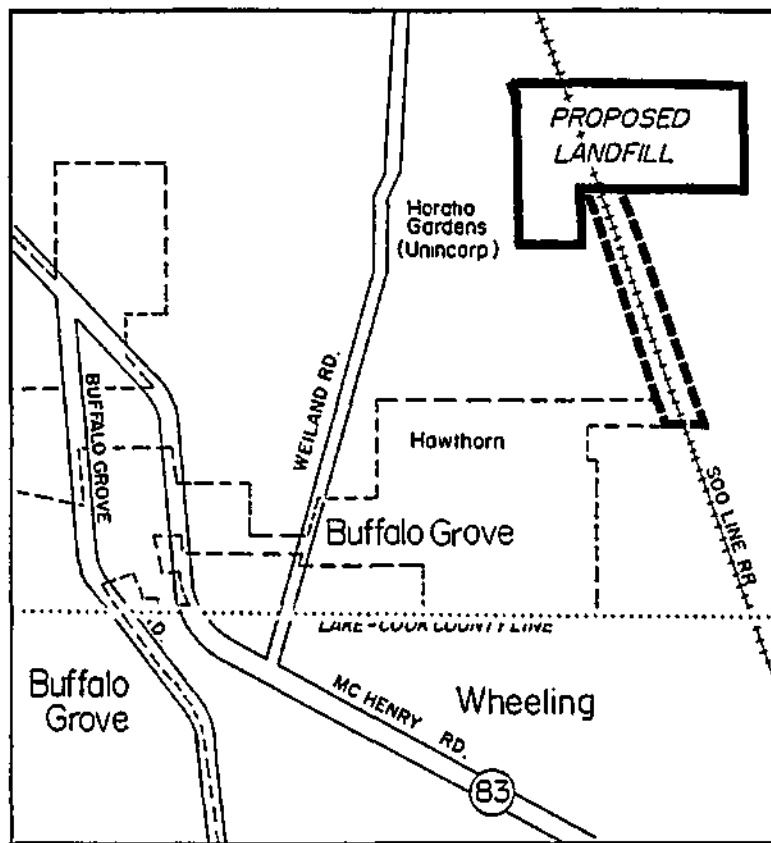 PROPOSED
LANDFILL
Horatio
Gardens
(Unincorp)
BUFFALO GROVE
WEILAND RD.
Hawthorn
SOO LINE RR
Buffalo Grove
LAKE-COOK COUNTY LINE
D.
Buffalo
Grove
MC HENRY RD.
Wheeling
83